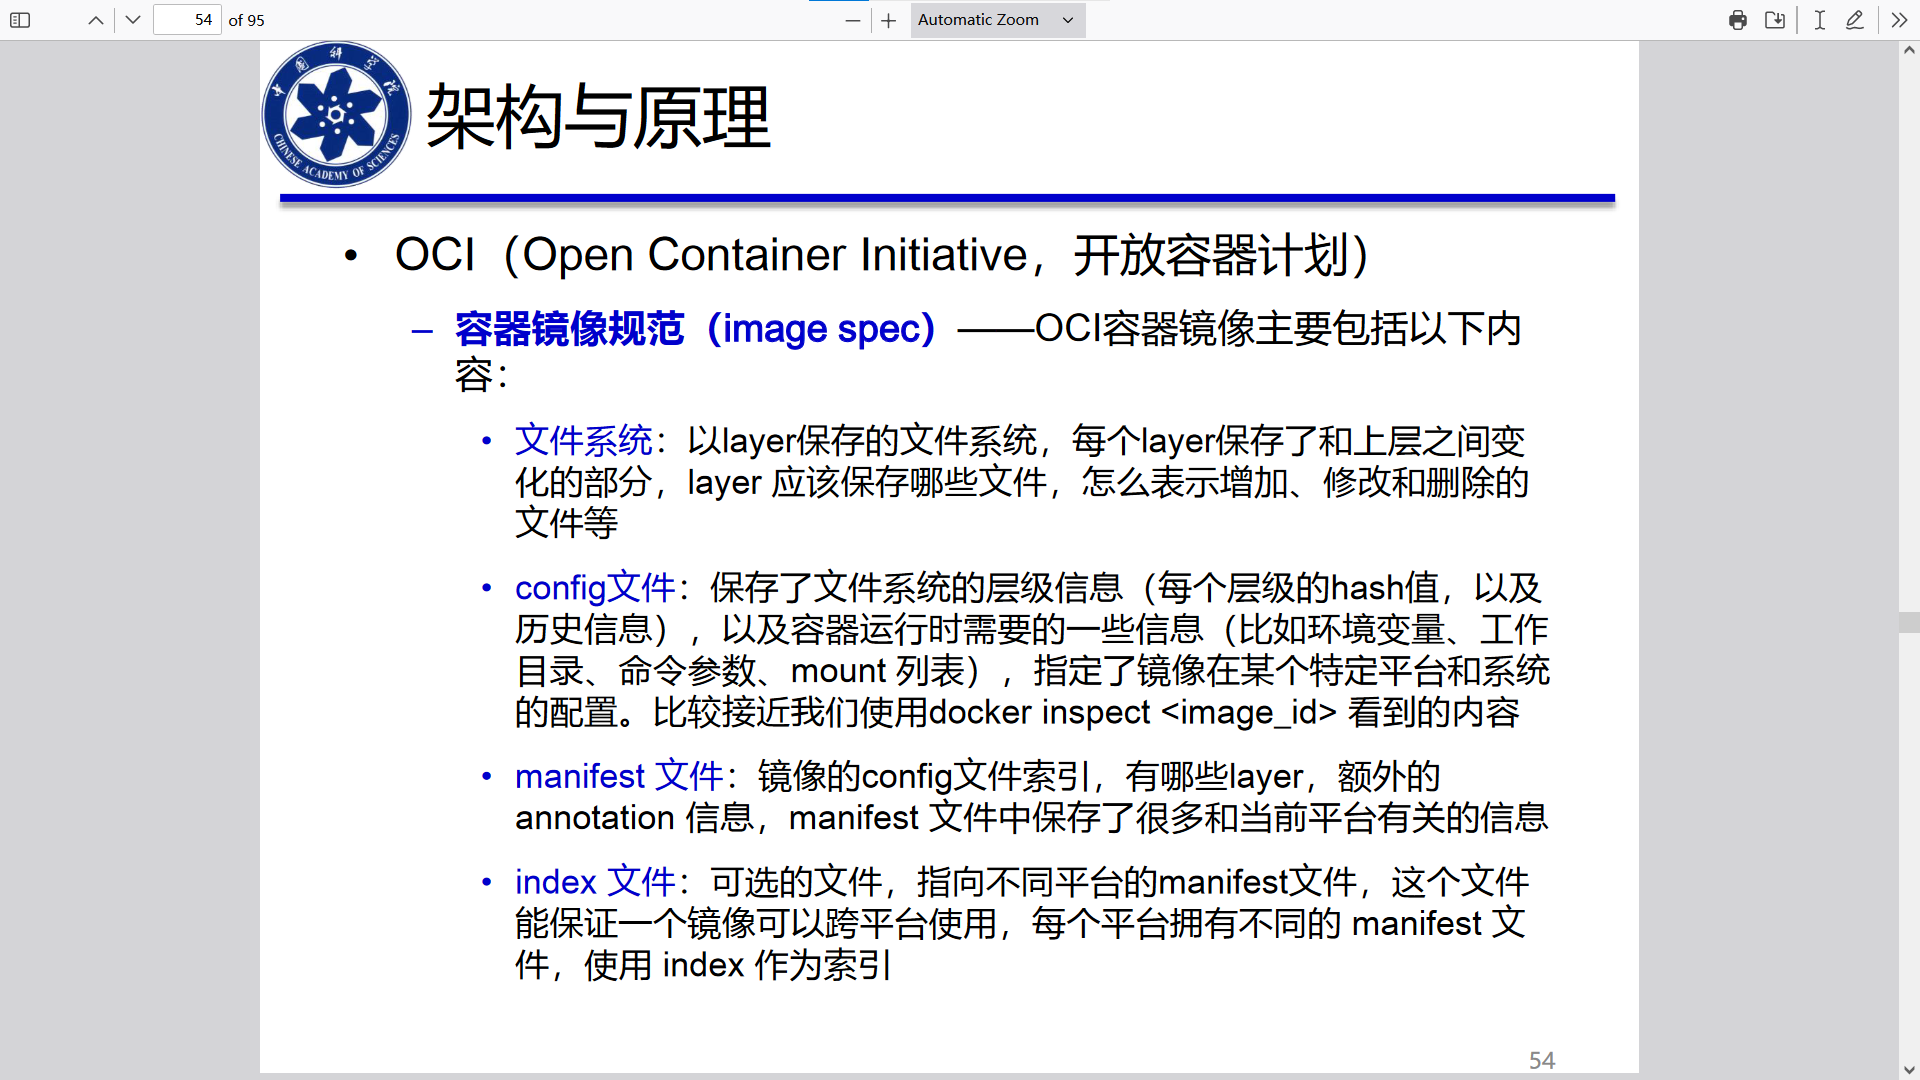 54 of 95
Automatic Zoom
中国科学院
CHINESE ACADEMY OF SCIENCES
架构与原理
• OCI（Open Container Initiative，开放容器计划）
– 容器镜像规范（image spec）——OCI容器镜像主要包括以下内
容：
• 文件系统：以layer保存的文件系统，每个layer保存了和上层之间变
化的部分，layer 应该保存哪些文件，怎么表示增加、修改和删除的
文件等
• config文件：保存了文件系统的层级信息（每个层级的hash值，以及
历史信息），以及容器运行时需要的一些信息（比如环境变量、工作
目录、命令参数、mount 列表），指定了镜像在某个特定平台和系统
的配置。比较接近我们使用docker inspect <image_id> 看到的内容
• manifest 文件：镜像的config文件索引，有哪些layer，额外的
annotation 信息，manifest 文件中保存了很多和当前平台有关的信息
• index 文件：可选的文件，指向不同平台的manifest文件，这个文件
能保证一个镜像可以跨平台使用，每个平台拥有不同的 manifest 文
件，使用 index 作为索引
54